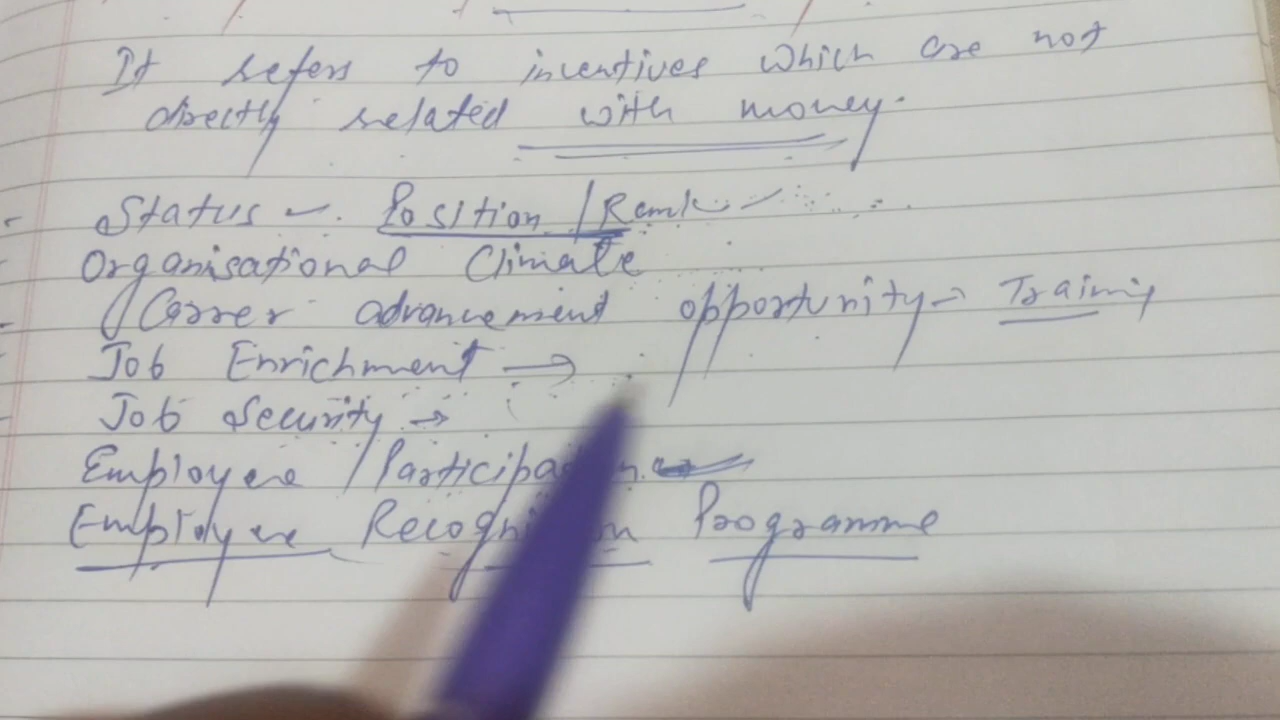 It refers to incentives which are not
directly related with money.
Status - Position / Rank
Organisational Climate
Carrer advancement opportunity → Training
Job Enrichment →
Job Security →
Employee / Participation
Employee Recognition Programme